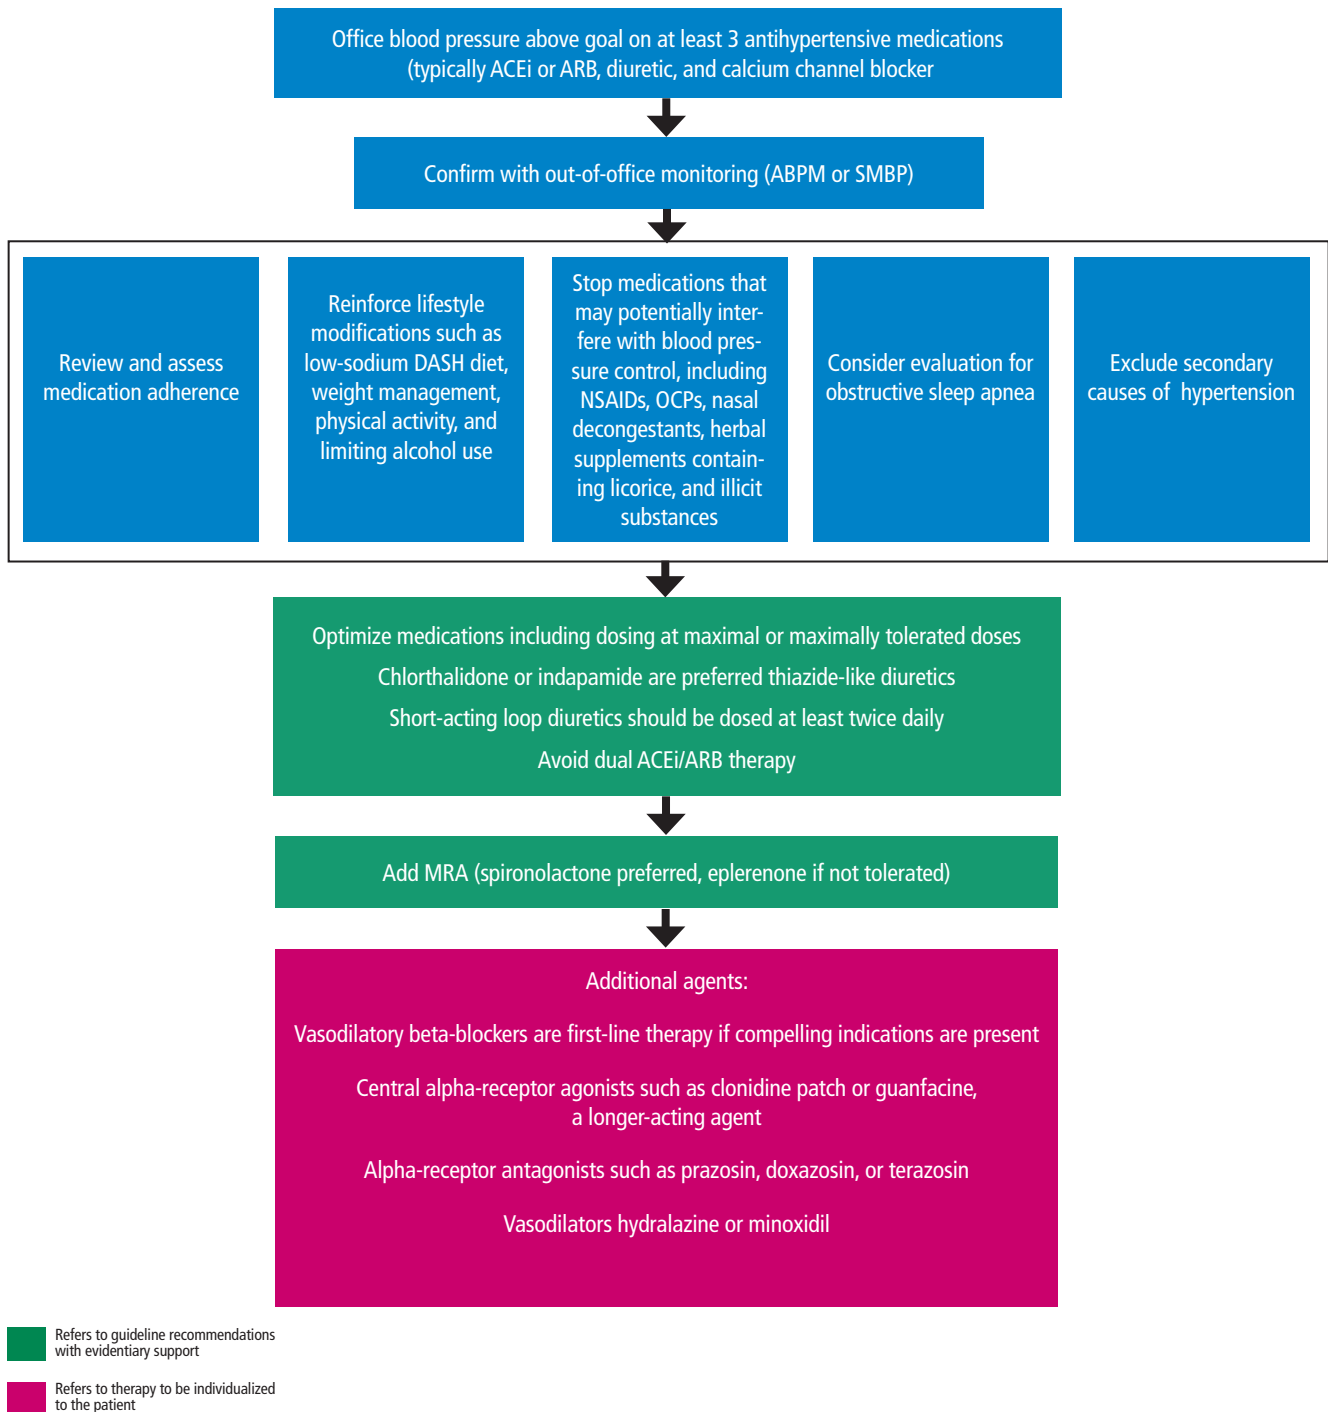 Office blood pressure above goal on at least 3 antihypertensive medications
(typically ACEi or ARB, diuretic, and calcium channel blocker
Confirm with out-of-office monitoring (ABPM or SMBP)
Review and assess
medication adherence
Reinforce lifestyle
modifications such as
low-sodium DASH diet,
weight management,
physical activity, and
limiting alcohol use
Stop medications that
may potentially inter-
fere with blood pres-
sure control, including
NSAIDs, OCPs, nasal
decongestants, herbal
supplements contain-
ing licorice, and illicit
substances
Consider evaluation for
obstructive sleep apnea
Exclude secondary
causes of hypertension
Optimize medications including dosing at maximal or maximally tolerated doses
Chlorthalidone or indapamide are preferred thiazide-like diuretics
Short-acting loop diuretics should be dosed at least twice daily
Avoid dual ACEi/ARB therapy
Add MRA (spironolactone preferred, eplerenone if not tolerated)
Additional agents:
Vasodilatory beta-blockers are first-line therapy if compelling indications are present
Central alpha-receptor agonists such as clonidine patch or guanfacine,
a longer-acting agent
Alpha-receptor antagonists such as prazosin, doxazosin, or terazosin
Vasodilators hydralazine or minoxidil
Refers to guideline recommendations
with evidentiary support
Refers to therapy to be individualized
to the patient